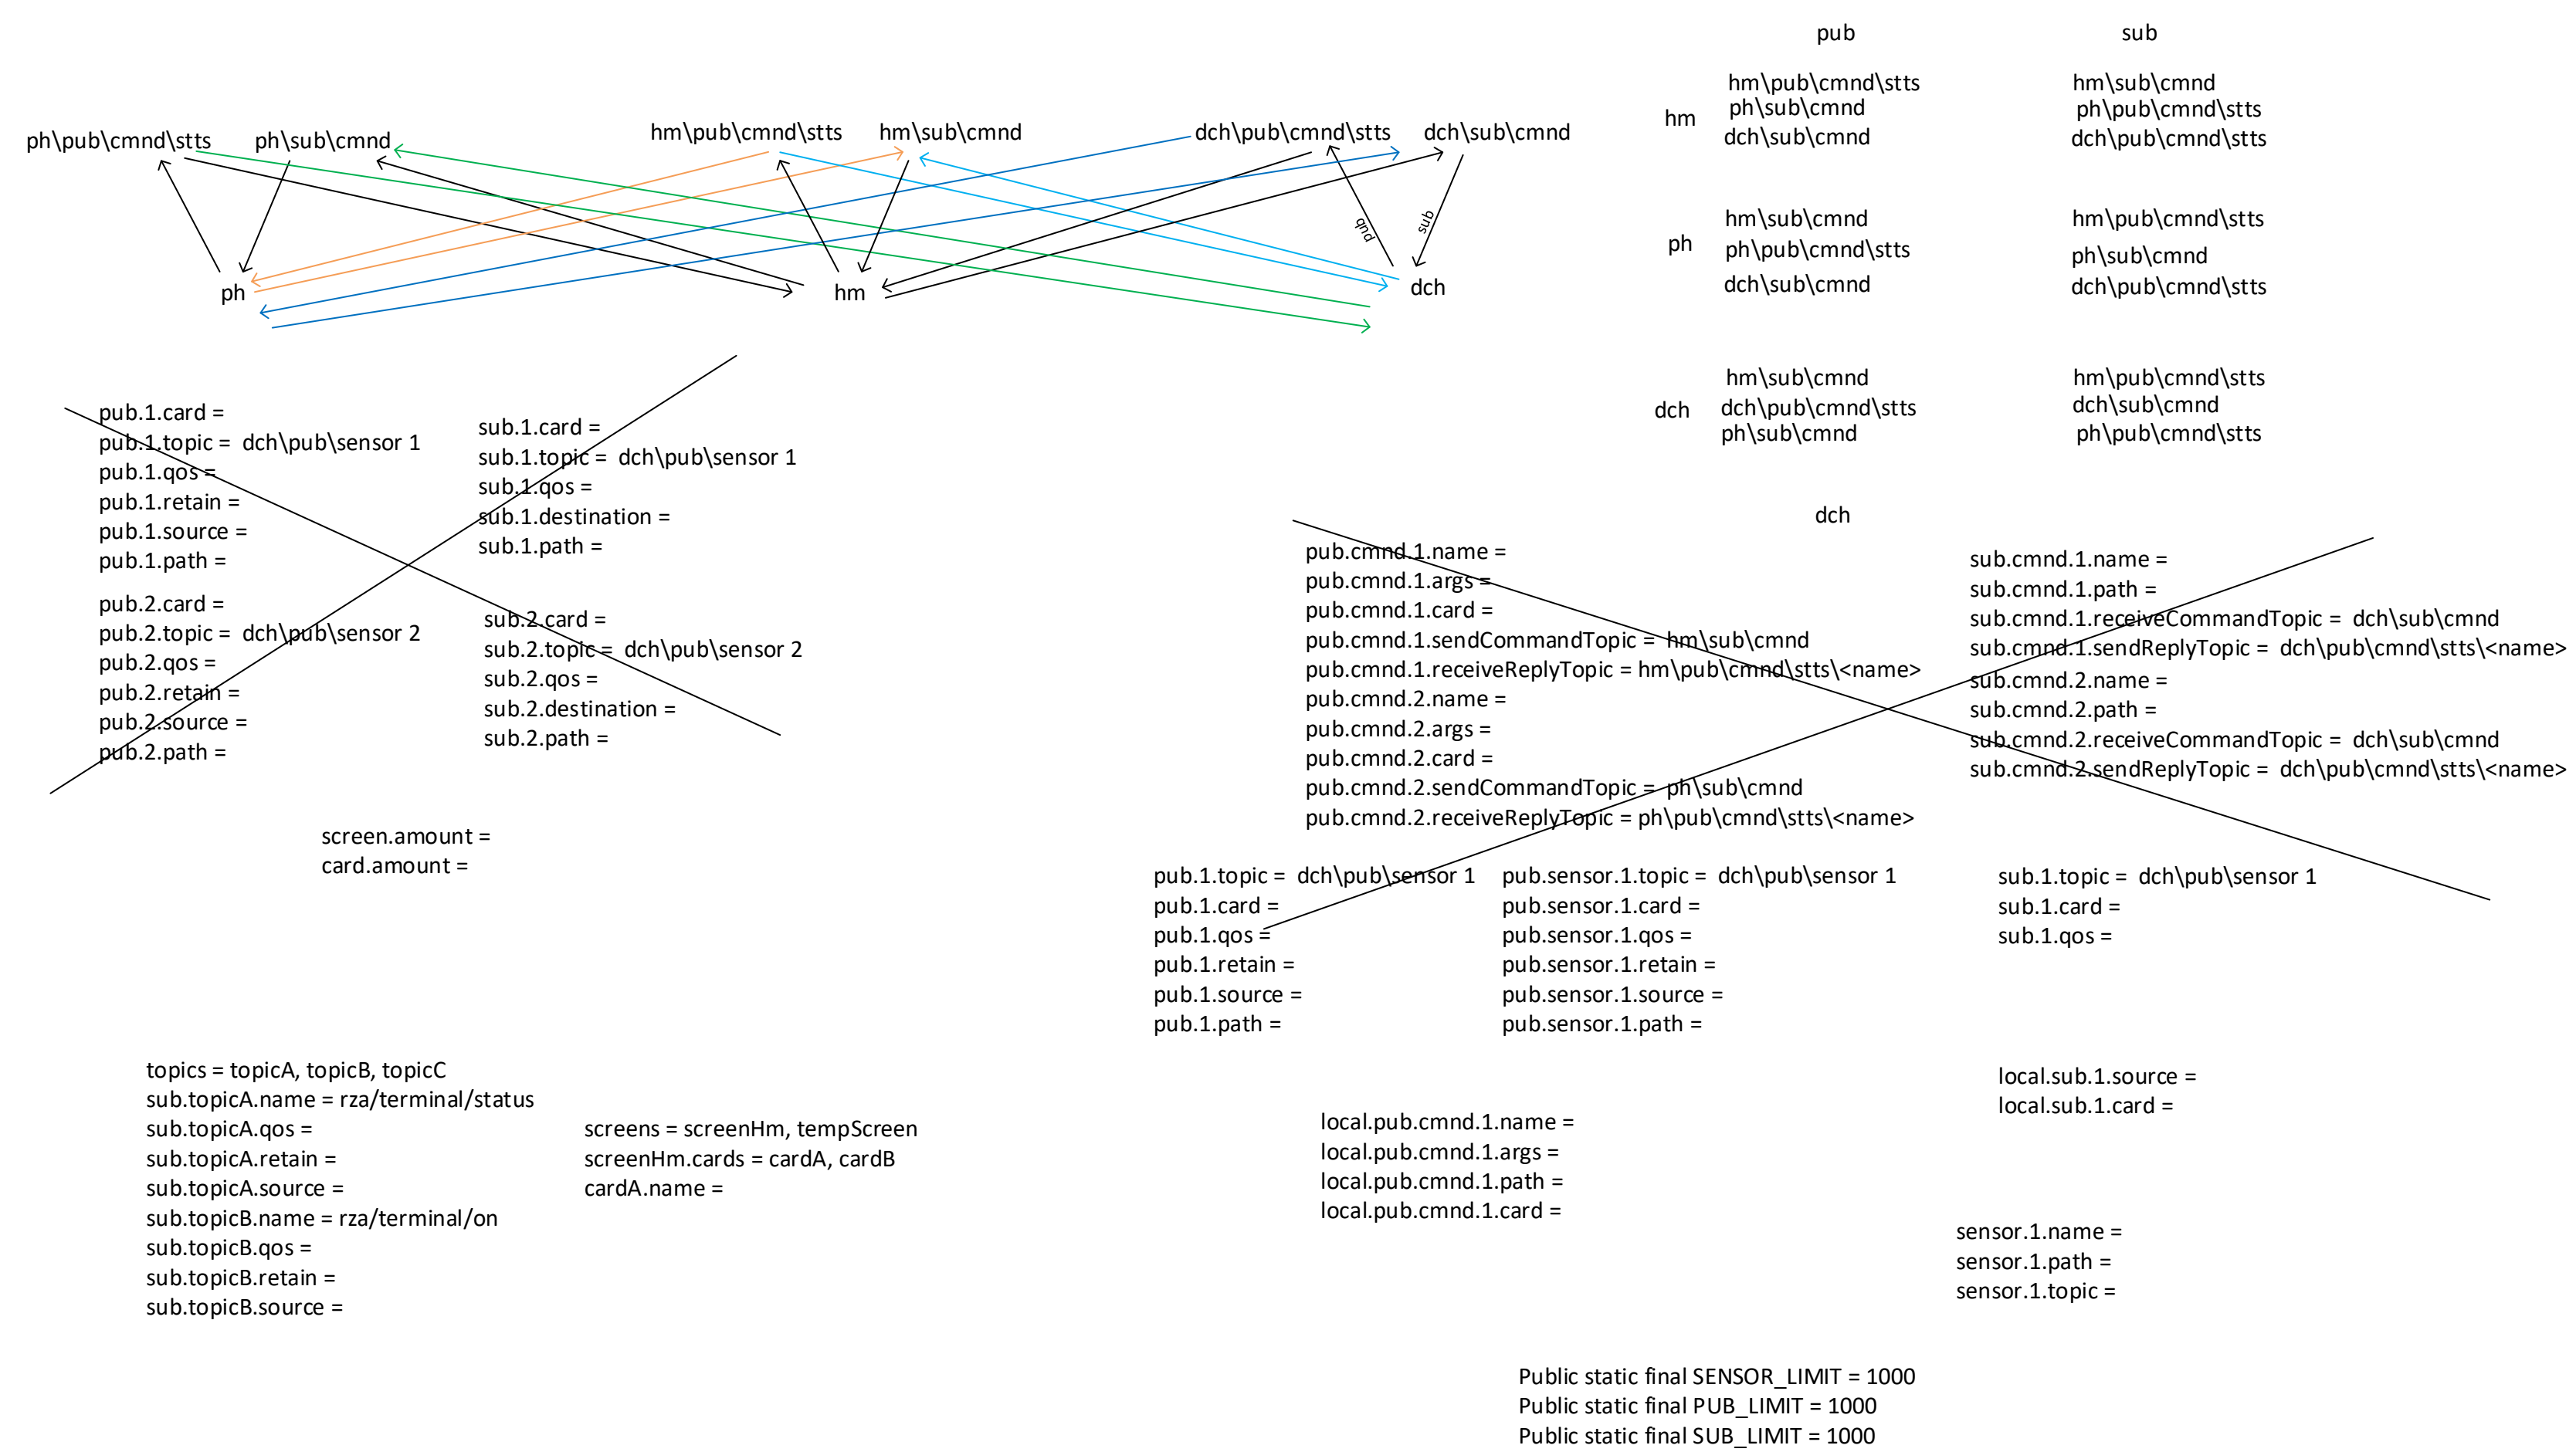 ph\pub\cmnd\stts
ph\sub\cmnd
hm\pub\cmnd\stts
hm\sub\cmnd
dch\pub\cmnd\stts
dch\sub\cmnd
pub
sub
ph
hm
dch
pub
sub
hm
hm\pub\cmnd\stts
ph\sub\cmnd
dch\sub\cmnd
hm\sub\cmnd
ph\pub\cmnd\stts
dch\pub\cmnd\stts
ph
hm\sub\cmnd
ph\pub\cmnd\stts
dch\sub\cmnd
hm\pub\cmnd\stts
ph\sub\cmnd
dch\pub\cmnd\stts
dch
hm\sub\cmnd
dch\pub\cmnd\stts
ph\sub\cmnd
hm\pub\cmnd\stts
dch\sub\cmnd
ph\pub\cmnd\stts
pub.1.card =
pub.1.topic = dch\pub\sensor 1
pub.1.qos =
pub.1.retain =
pub.1.source =
pub.1.path =
pub.2.card =
pub.2.topic = dch\pub\sensor 2
pub.2.qos =
pub.2.retain =
pub.2.source =
pub.2.path =
sub.1.card =
sub.1.topic = dch\pub\sensor 1
sub.1.qos =
sub.1.destination =
sub.1.path =
sub.2.card =
sub.2.topic = dch\pub\sensor 2
sub.2.qos =
sub.2.destination =
sub.2.path =
screen.amount =
card.amount =
dch
pub.cmnd.1.name =
pub.cmnd.1.args =
pub.cmnd.1.card =
pub.cmnd.1.sendCommandTopic = hm\sub\cmnd
pub.cmnd.1.receiveReplyTopic = hm\pub\cmnd\stts\<name>
pub.cmnd.2.name =
pub.cmnd.2.args =
pub.cmnd.2.card =
pub.cmnd.2.sendCommandTopic = ph\sub\cmnd
pub.cmnd.2.receiveReplyTopic = ph\pub\cmnd\stts\<name>
sub.cmnd.1.name =
sub.cmnd.1.path =
sub.cmnd.1.receiveCommandTopic = dch\sub\cmnd
sub.cmnd.1.sendReplyTopic = dch\pub\cmnd\stts\<name>
sub.cmnd.2.name =
sub.cmnd.2.path =
sub.cmnd.2.receiveCommandTopic = dch\sub\cmnd
sub.cmnd.2.sendReplyTopic = dch\pub\cmnd\stts\<name>
pub.1.topic = dch\pub\sensor 1
pub.1.card =
pub.1.qos =
pub.1.retain =
pub.1.source =
pub.1.path =
pub.sensor.1.topic = dch\pub\sensor 1
pub.sensor.1.card =
pub.sensor.1.qos =
pub.sensor.1.retain =
pub.sensor.1.source =
pub.sensor.1.path =
sub.1.topic = dch\pub\sensor 1
sub.1.card =
sub.1.qos =
topics = topicA, topicB, topicC
sub.topicA.name = rza/terminal/status
sub.topicA.qos =
sub.topicA.retain =
sub.topicA.source =
sub.topicB.name = rza/terminal/on
sub.topicB.qos =
sub.topicB.retain =
sub.topicB.source =
screens = screenHm, tempScreen
screenHm.cards = cardA, cardB
cardA.name =
local.pub.cmnd.1.name =
local.pub.cmnd.1.args =
local.pub.cmnd.1.path =
local.pub.cmnd.1.card =
local.sub.1.source =
local.sub.1.card =
sensor.1.name =
sensor.1.path =
sensor.1.topic =
Public static final SENSOR_LIMIT = 1000
Public static final PUB_LIMIT = 1000
Public static final SUB_LIMIT = 1000